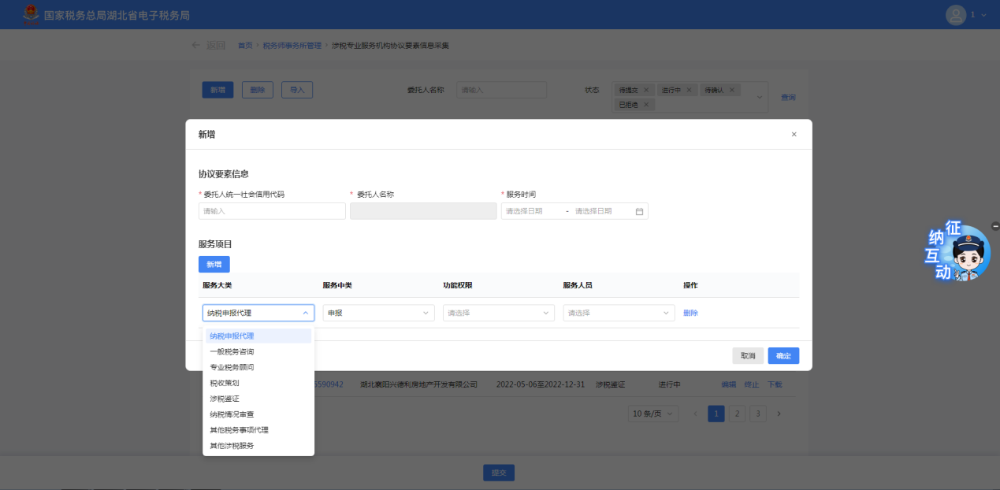 国家税务总局湖北省电子税务局
1
返回 首页 › 税务师事务所管理 › 涉税专业服务机构协议要素信息采集
新增 删除 导入 委托人名称 请输入 状态 待提交 × 进行中 × 待确认 × 查询
已拒绝 ×
新增 ×
协议要素信息
* 委托人统一社会信用代码 * 委托人名称 * 服务时间
请输入 请选择日期 - 请选择日期
服务项目
新增
服务大类 服务中类 功能权限 服务人员 操作
纳税申报代理 申报 请选择 请选择 删除
纳税申报代理
一般税务咨询
专业税务顾问
税收策划
涉税鉴证
纳税情况审查
其他税务事项代理
其他涉税服务
取消 确定
5590942 湖北襄阳兴德利房地产开发有限公司 2022-05-06至2022-12-31 涉税鉴证 进行中 编辑 终止 下载
10 条/页 ‹ 1 2 3 ›
提交
征纳互动